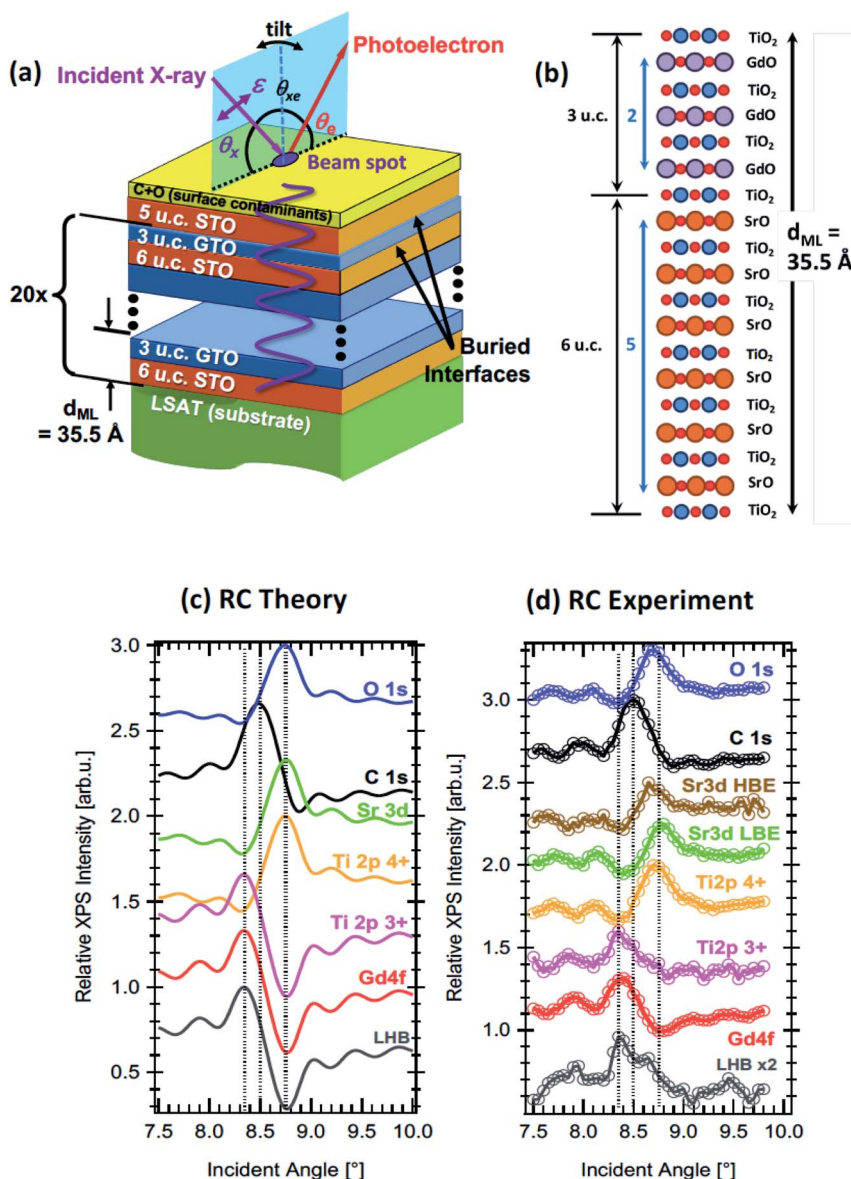 (a)
tilt
Photoelectron
Incident X-ray
ε
θxe
θe
θx
Beam spot
C+O (surface contaminants)
5 u.c. STO
3 u.c. GTO
6 u.c. STO
20x
Buried
Interfaces
3 u.c. GTO
6 u.c. STO
dML
= 35.5 Å
LSAT (substrate)
(b)
TiO2
GdO
TiO2
GdO
TiO2
GdO
TiO2
SrO
TiO2
SrO
TiO2
SrO
TiO2
SrO
TiO2
SrO
TiO2
SrO
TiO2
3 u.c.
2
6 u.c.
5
dML =
35.5 Å
(c) RC Theory
Relative XPS Intensity [arb.u.]
3.0
2.5
2.0
1.5
1.0
0.5
O 1s
C 1s
Sr 3d
Ti 2p 4+
Ti 2p 3+
Gd4f
LHB
7.5 8.0 8.5 9.0 9.5 10.0
Incident Angle [°]
(d) RC Experiment
Relative XPS Intensity [arb.u.]
3.0
2.5
2.0
1.5
1.0
O 1s
C 1s
Sr3d HBE
Sr3d LBE
Ti2p 4+
Ti2p 3+
Gd4f
LHB x2
7.5 8.0 8.5 9.0 9.5 10.0
Incident Angle [°]